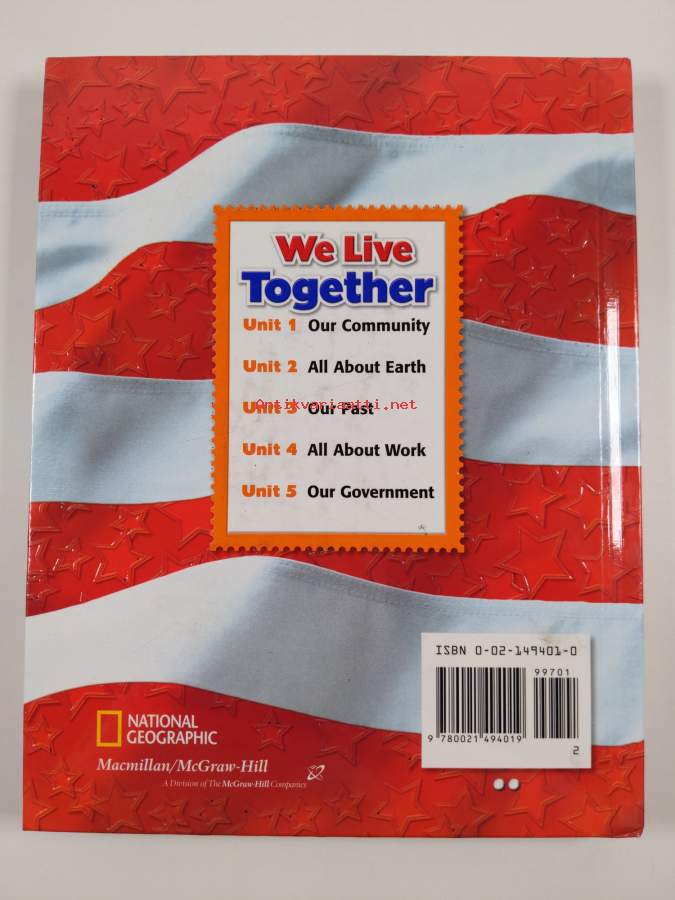 We Live
Together
Unit 1 Our Community
Unit 2 All About Earth
Antikvariaatti.net
Unit 3 Our Past
Unit 4 All About Work
Unit 5 Our Government
ISBN 0-02-149401-0
99701
9 780021 494019
2
NATIONAL
GEOGRAPHIC
Macmillan/McGraw-Hill
A Division of The McGraw-Hill Companies